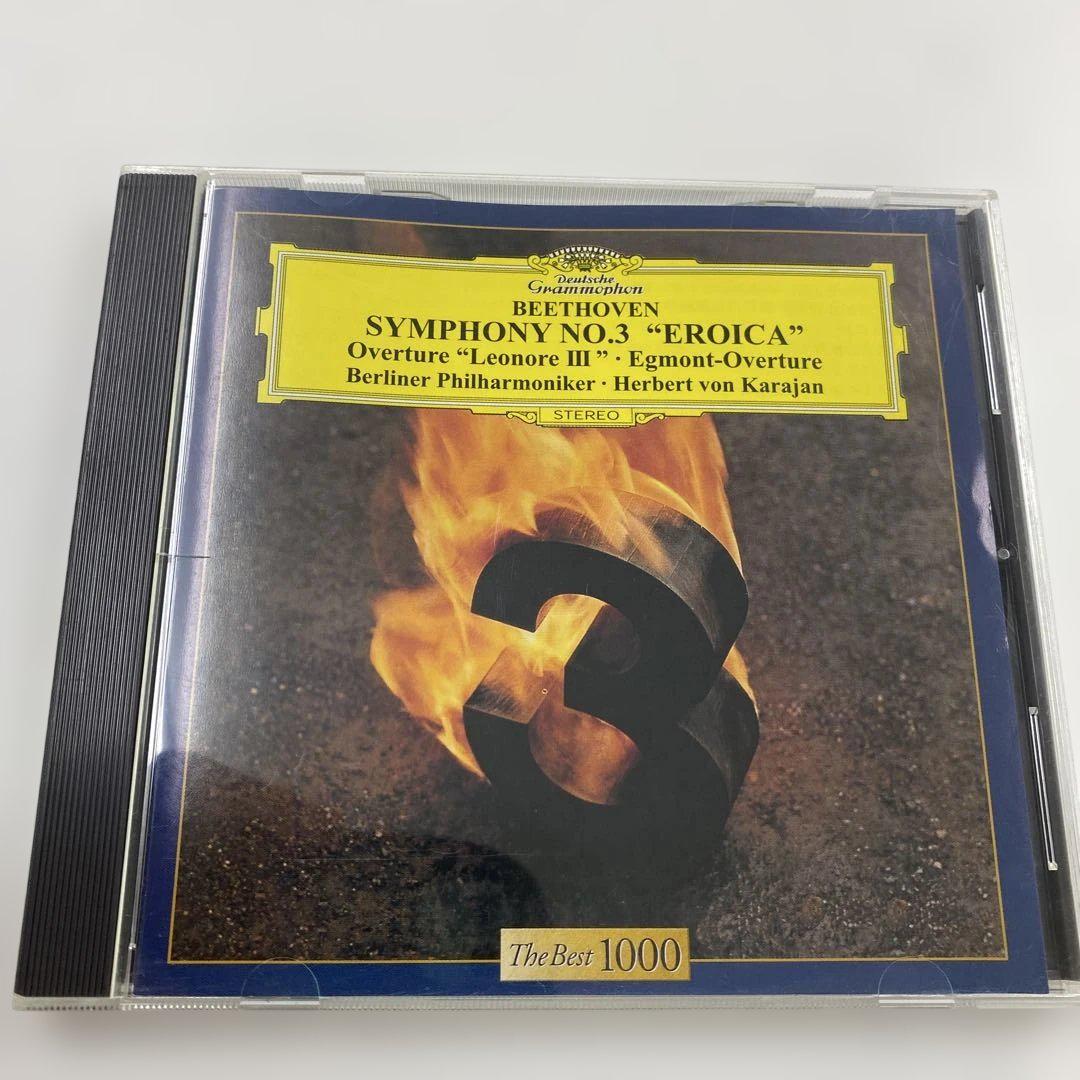 Deutsche
Grammophon
BEETHOVEN
SYMPHONY NO.3 “EROICA”
Overture “Leonore III” · Egmont-Overture
Berliner Philharmoniker · Herbert von Karajan
STEREO
3
The Best 1000